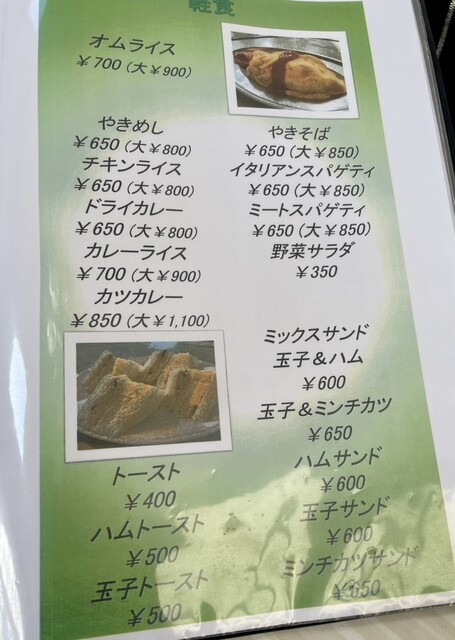 軽食
オムライス
￥700（大￥900）
やきめし
￥650（大￥800）
チキンライス
￥650（大￥800）
ドライカレー
￥650（大￥800）
カレーライス
￥700（大￥900）
カツカレー
￥850（大￥1,100）
やきそば
￥650（大￥850）
イタリアンスパゲティ
￥650（大￥850）
ミートスパゲティ
￥650（大￥850）
野菜サラダ
￥350
トースト
￥400
ハムトースト
￥500
玉子トースト
￥500
ミックスサンド
玉子＆ハム
￥600
玉子＆ミンチカツ
￥650
ハムサンド
￥600
玉子サンド
￥600
ミンチカツサンド
￥650